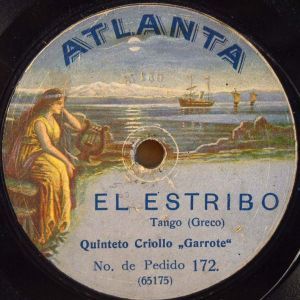 ATLANTA
EL ESTRIBO
Tango (Greco)
Quinteto Criollo „Garrote“
No. de Pedido 172.
(65175)